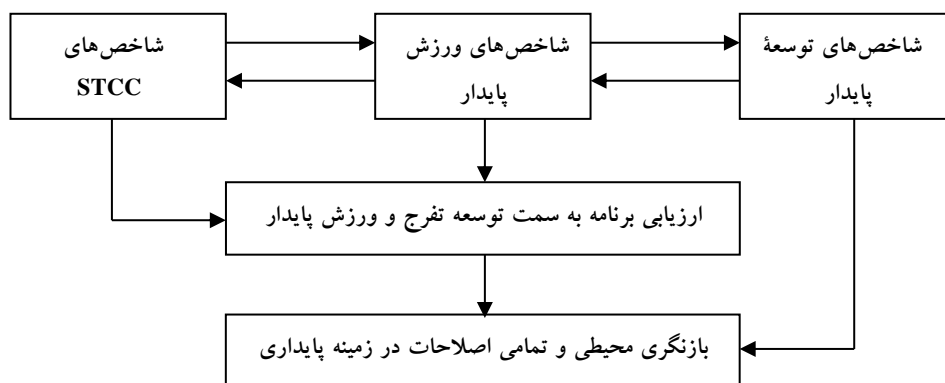 شاخص‌های توسعۀ
پایدار
شاخص‌های ورزش
پایدار
شاخص‌های
STCC
ارزیابی برنامه به سمت توسعه تفرج و ورزش پایدار
بازنگری محیطی و تمامی اصلاحات در زمینه پایداری